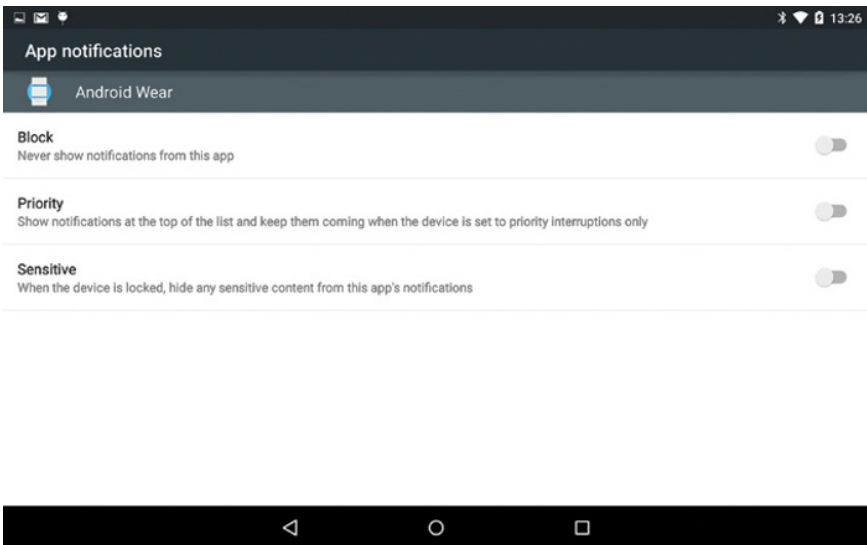 13:26
App notifications
Android Wear
Block
Never show notifications from this app
Priority
Show notifications at the top of the list and keep them coming when the device is set to priority interruptions only
Sensitive
When the device is locked, hide any sensitive content from this app's notifications